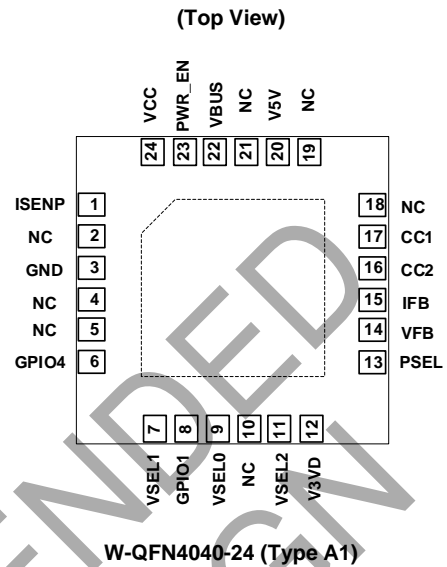 (Top View)
VCC PWR_EN VBUS NC V5V NC
24 23 22 21 20 19
ISENP 1
NC 2
GND 3
NC 4
NC 5
GPIO4 6
18 NC
17 CC1
16 CC2
15 IFB
14 VFB
13 PSEL
7 8 9 10 11 12
VSEL1 GPIO1 VSEL0 NC VSEL2 V3VD
W-QFN4040-24 (Type A1)